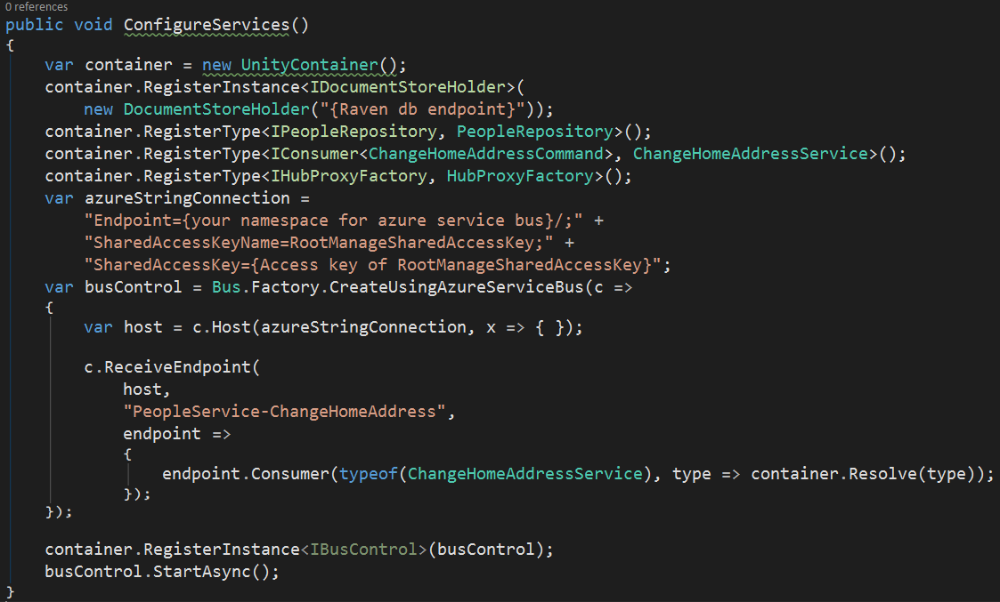 0 references
public void ConfigureServices()
{
var container = new UnityContainer();
container.RegisterInstance<IDocumentStoreHolder>(
new DocumentStoreHolder("{Raven db endpoint}"));
container.RegisterType<IPeopleRepository, PeopleRepository>();
container.RegisterType<IConsumer<ChangeHomeAddressCommand>, ChangeHomeAddressService>();
container.RegisterType<IHubProxyFactory, HubProxyFactory>();
var azureStringConnection =
"Endpoint={your namespace for azure service bus}/;" +
"SharedAccessKeyName=RootManageSharedAccessKey;" +
"SharedAccessKey={Access key of RootManageSharedAccessKey}";
var busControl = Bus.Factory.CreateUsingAzureServiceBus(c =>
{
var host = c.Host(azureStringConnection, x => { });
c.ReceiveEndpoint(
host,
"PeopleService-ChangeHomeAddress",
endpoint =>
{
endpoint.Consumer(typeof(ChangeHomeAddressService), type => container.Resolve(type));
});
});
container.RegisterInstance<IBusControl>(busControl);
busControl.StartAsync();
}